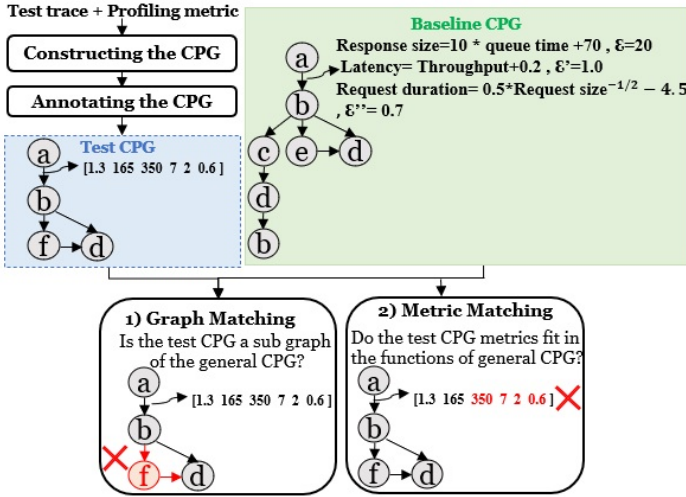 Test trace + Profiling metric
Constructing the CPG
Annotating the CPG
Test CPG
a
[1.3 165 350 7 2 0.6 ]
b
f
d
Baseline CPG
Response size=10 * queue time +70 , Ɛ=20
a
Latency= Throughput+0.2 , Ɛ’=1.0
Request duration= 0.5*Request size⁻¹/² − 4.5
, Ɛ’’= 0.7
b
c
e
d
d
b
1) Graph Matching
Is the test CPG a sub graph
of the general CPG?
a
[1.3 165 350 7 2 0.6 ]
b
f
d
2) Metric Matching
Do the test CPG metrics fit in
the functions of general CPG?
a
[1.3 165 350 7 2 0.6 ]
b
f
d